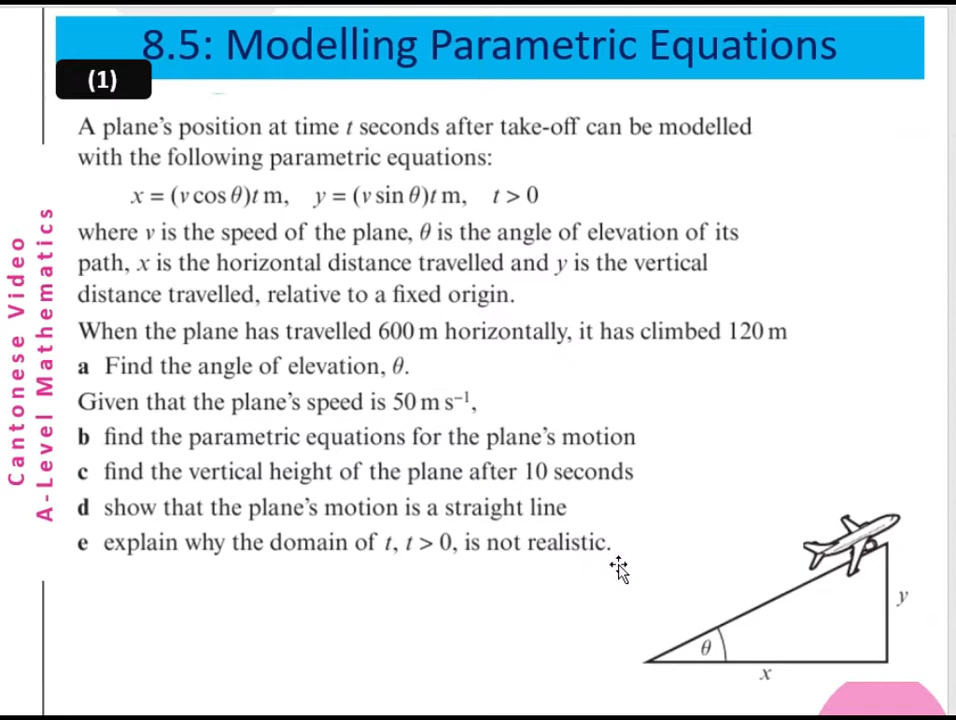 8.5: Modelling Parametric Equations
(1)
A plane's position at time t seconds after take-off can be modelled
with the following parametric equations:
x = (v cos θ)t m, y = (v sin θ)t m, t > 0
where v is the speed of the plane, θ is the angle of elevation of its
path, x is the horizontal distance travelled and y is the vertical
distance travelled, relative to a fixed origin.
When the plane has travelled 600 m horizontally, it has climbed 120 m
a Find the angle of elevation, θ.
Given that the plane's speed is 50 m s⁻¹,
b find the parametric equations for the plane's motion
c find the vertical height of the plane after 10 seconds
d show that the plane's motion is a straight line
e explain why the domain of t, t > 0, is not realistic.
θ
x
y
Cantonese Video
A-Level Mathematics